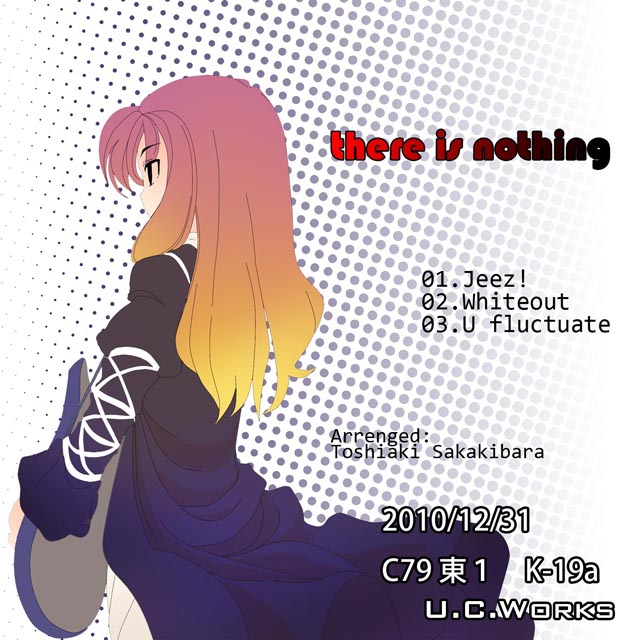 there is nothing
01.Jeez!
02.Whiteout
03.U fluctuate
Arrenged:
Toshiaki Sakakibara
2010/12/31
C79 東1 K-19a
U.C.Works